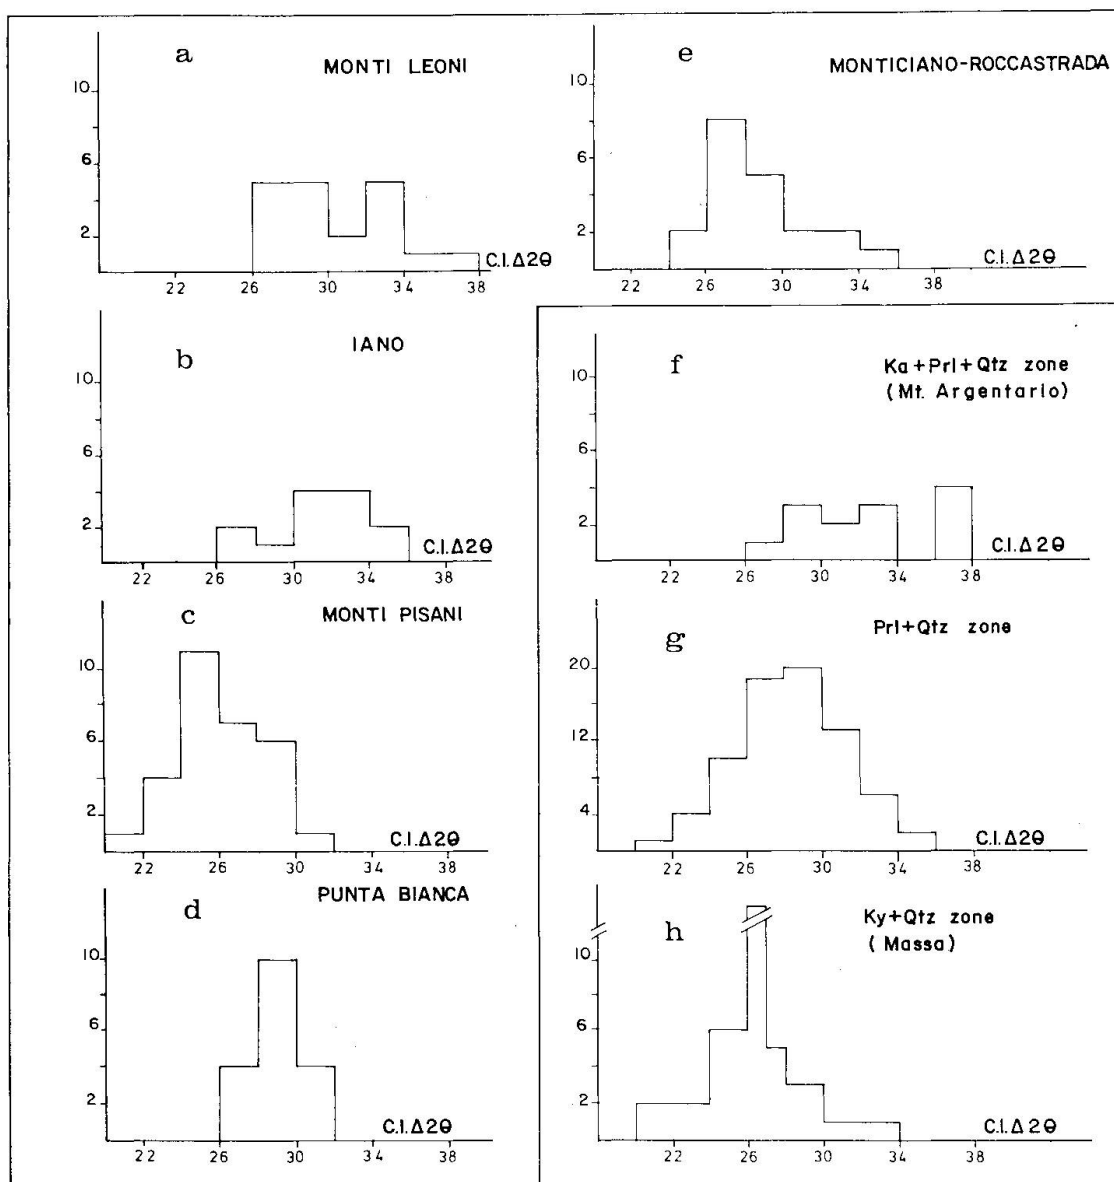 a
MONTI LEONI
10
6
2
C.I.Δ2θ
22 26 30 34 38
b
IANO
10
6
2
C.I.Δ2θ
22 26 30 34 38
c
MONTI PISANI
10
6
2
C.I.Δ2θ
22 26 30 34 38
d
PUNTA BIANCA
10
6
2
C.I.Δ2θ
22 26 30 34 38
e
MONTICIANO-ROCCASTRADA
10
6
2
C.I.Δ2θ
22 26 30 34 38
f
Ka+Prl+Qtz zone
(Mt. Argentario)
10
6
2
C.I.Δ2θ
22 26 30 34 38
g
Prl+Qtz zone
20
12
4
C.I.Δ2θ
22 26 30 34 38
h
Ky+Qtz zone
(Massa)
10
6
2
C.I.Δ2θ
22 26 30 34 38